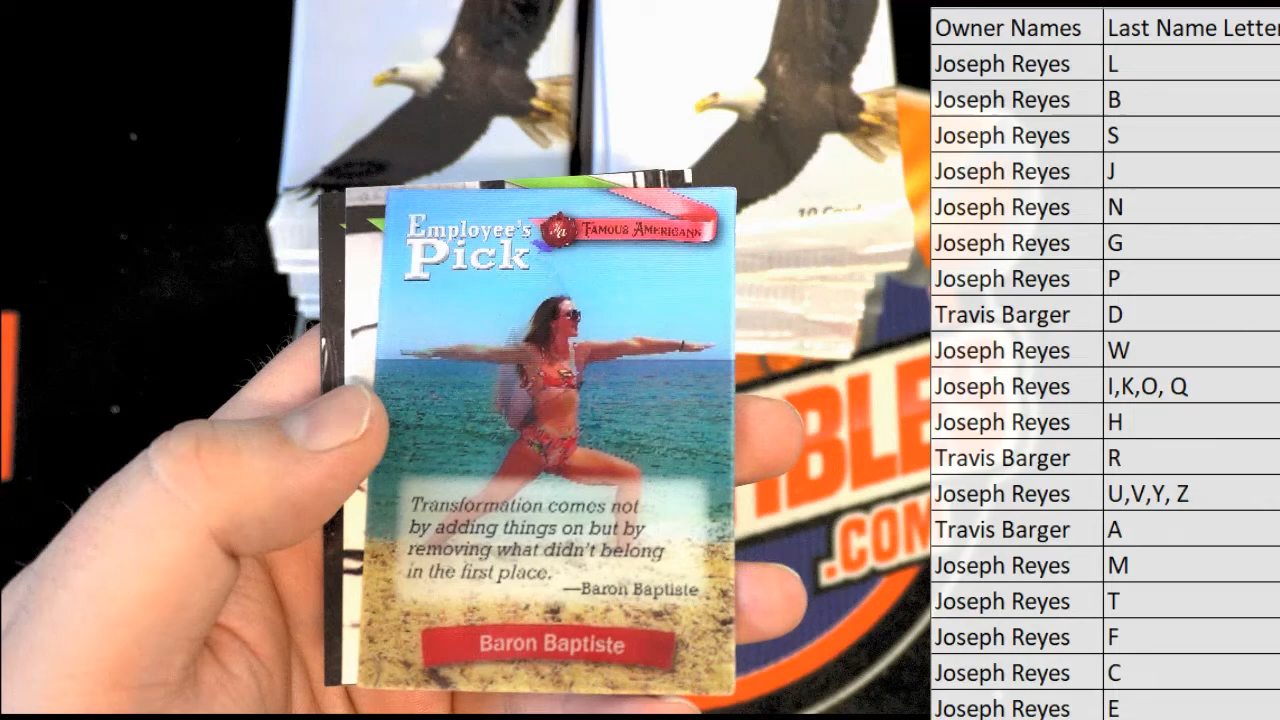 Employee's
Pick
Famous Americans
Transformation comes not
by adding things on but by
removing what didn't belong
in the first place.
—Baron Baptiste
Baron Baptiste
.COM
Owner Names Last Name Letter
Joseph Reyes L
Joseph Reyes B
Joseph Reyes S
Joseph Reyes J
Joseph Reyes N
Joseph Reyes G
Joseph Reyes P
Travis Barger D
Joseph Reyes W
Joseph Reyes I,K,O, Q
Joseph Reyes H
Travis Barger R
Joseph Reyes U,V,Y, Z
Travis Barger A
Joseph Reyes M
Joseph Reyes T
Joseph Reyes F
Joseph Reyes C
Joseph Reyes E